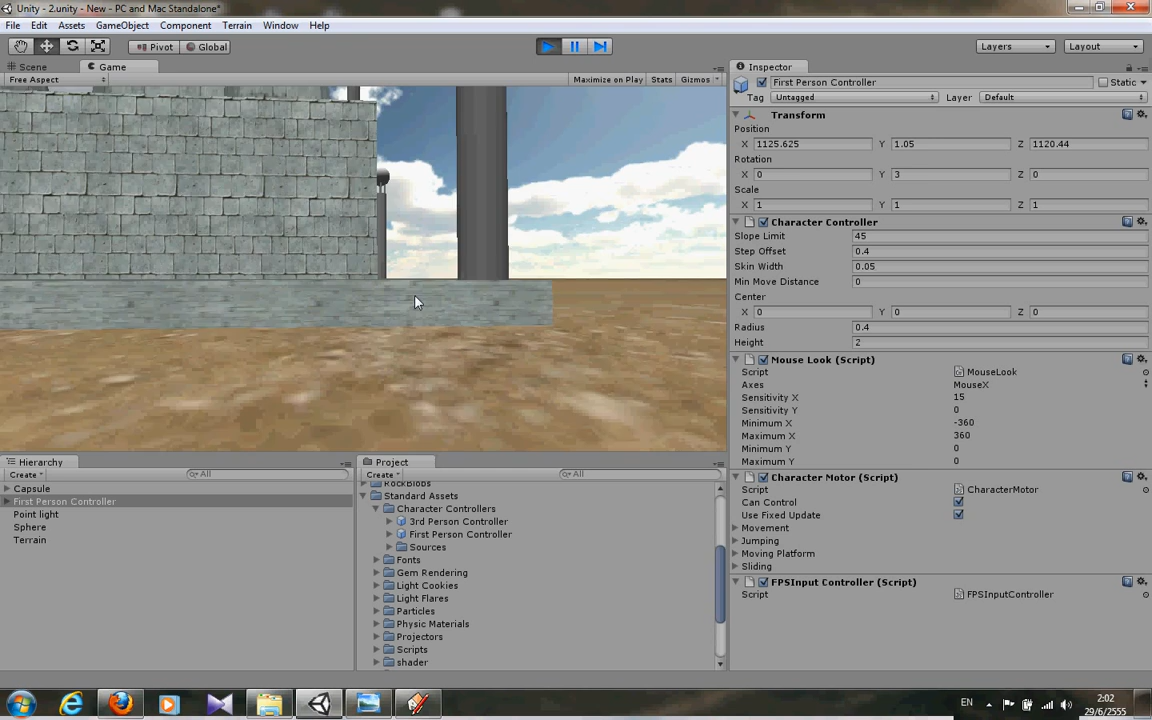 Unity - 2.unity - New - PC and Mac Standalone*
File Edit Assets GameObject Component Terrain Window Help
Pivot Global Layers Layout
Scene Game
Free Aspect Maximize on Play Stats Gizmos
Inspector
First Person Controller Static
Tag Untagged Layer Default
Transform
Position
X 1125.625 Y 1.05 Z 1120.44
Rotation
X 0 Y 3 Z 0
Scale
X 1 Y 1 Z 1
Character Controller
Slope Limit 45
Step Offset 0.4
Skin Width 0.05
Min Move Distance 0
Center
X 0 Y 0 Z 0
Radius 0.4
Height 2
Mouse Look (Script)
Script MouseLook
Axes MouseX
Sensitivity X 15
Sensitivity Y 0
Minimum X -360
Maximum X 360
Minimum Y 0
Maximum Y 0
Character Motor (Script)
Script CharacterMotor
Can Control
Use Fixed Update
Movement
Jumping
Moving Platform
Sliding
FPSInput Controller (Script)
Script FPSInputController
Hierarchy
Create All
Capsule
First Person Controller
Point light
Sphere
Terrain
Project
Create All
RockBlobs
Standard Assets
Character Controllers
3rd Person Controller
First Person Controller
Sources
Fonts
Gem Rendering
Light Cookies
Light Flares
Particles
Physic Materials
Projectors
Scripts
shader
EN 2:02
29/6/2555